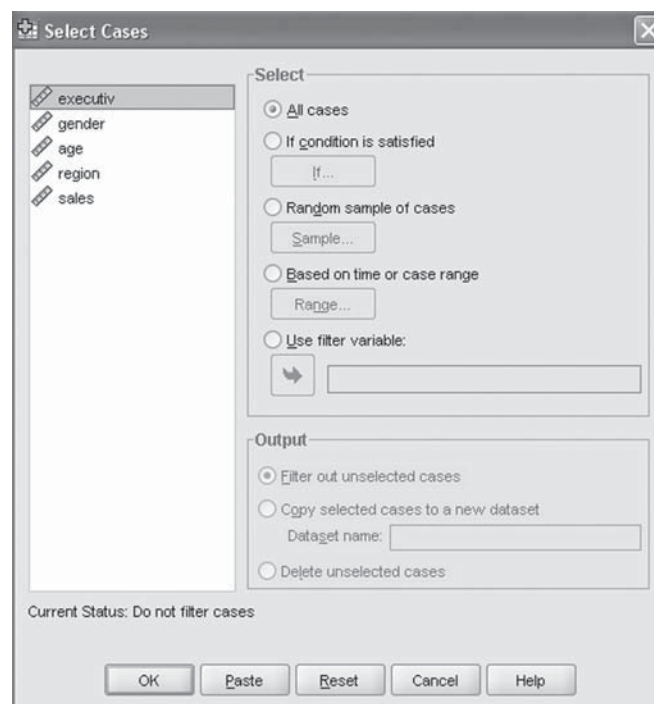 Select Cases
executiv
gender
age
region
sales
Select
All cases
If condition is satisfied
If...
Random sample of cases
Sample...
Based on time or case range
Range...
Use filter variable:
Output
Filter out unselected cases
Copy selected cases to a new dataset
Dataset name:
Delete unselected cases
Current Status: Do not filter cases
OK
Paste
Reset
Cancel
Help